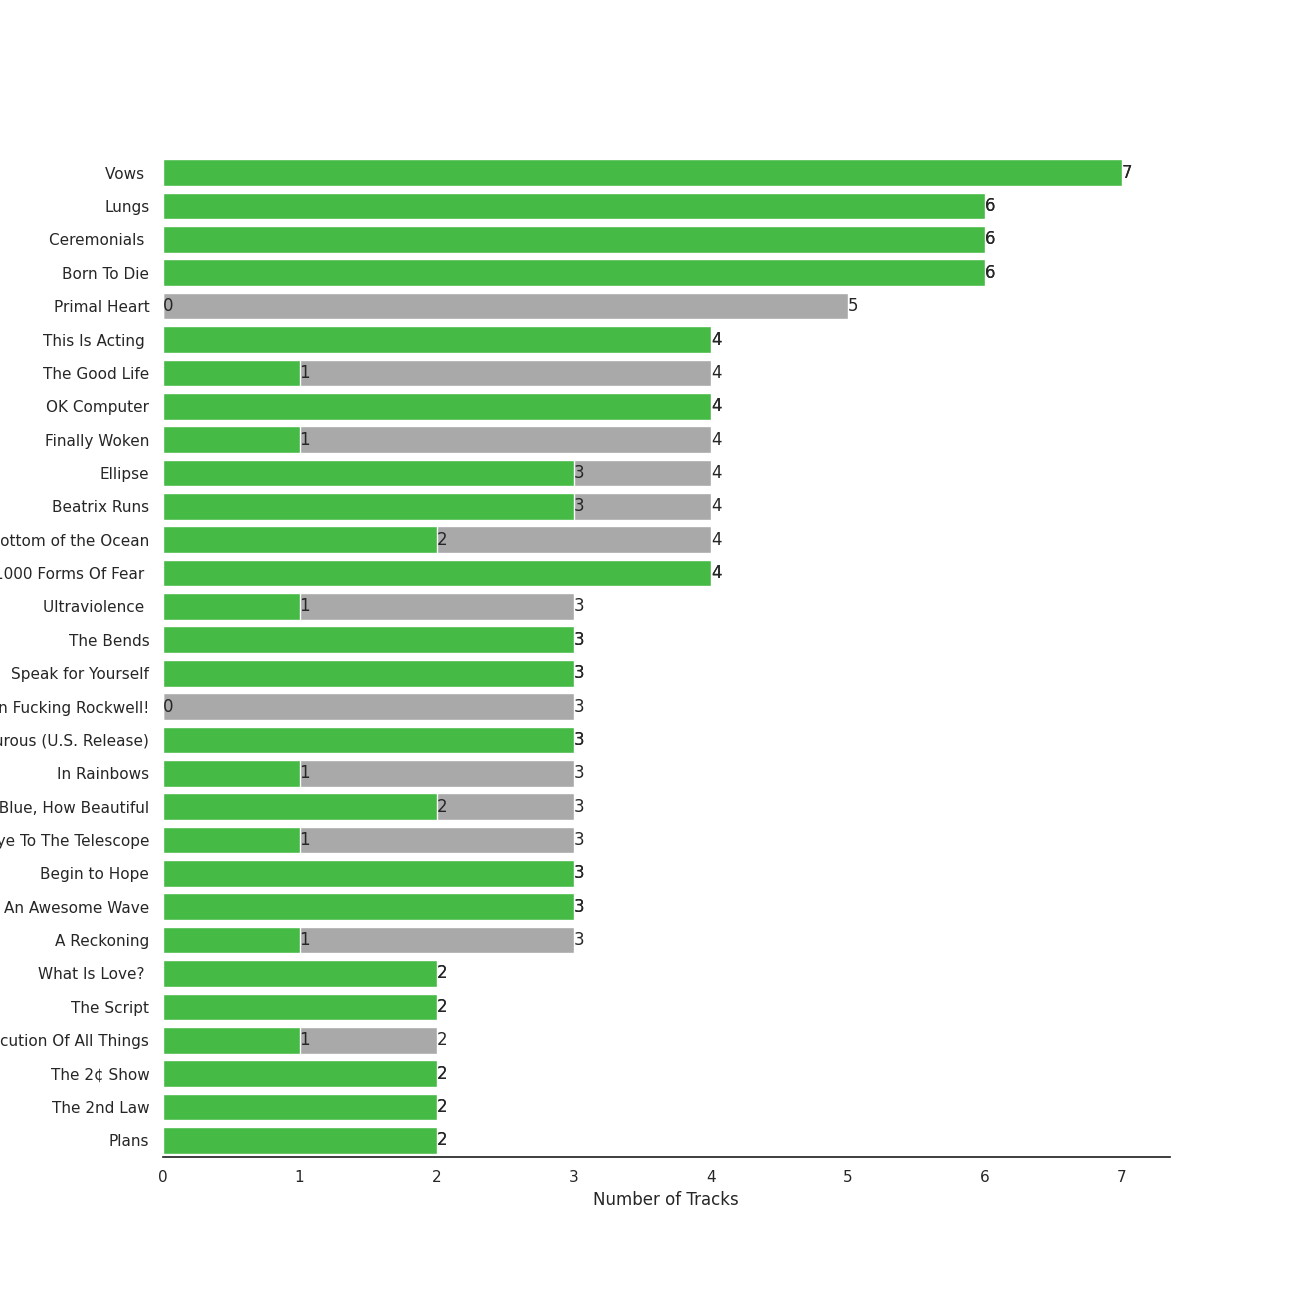 Vows 7
Lungs 6
Ceremonials 6
Born To Die 6
Primal Heart 0 5
This Is Acting 4
The Good Life 1 4
OK Computer 4
Finally Woken 1 4
Ellipse 3 4
Beatrix Runs 3 4
ottom of the Ocean 2 4
1000 Forms Of Fear 4
Ultraviolence 1 3
The Bends 3
Speak for Yourself 3
n Fucking Rockwell! 0 3
urous (U.S. Release) 3
In Rainbows 1 3
Blue, How Beautiful 2 3
ye To The Telescope 1 3
Begin to Hope 3
An Awesome Wave 3
A Reckoning 1 3
What Is Love? 2
The Script 2
cution Of All Things 1 2
The 2¢ Show 2
The 2nd Law 2
Plans 2
0 1 2 3 4 5 6 7
Number of Tracks